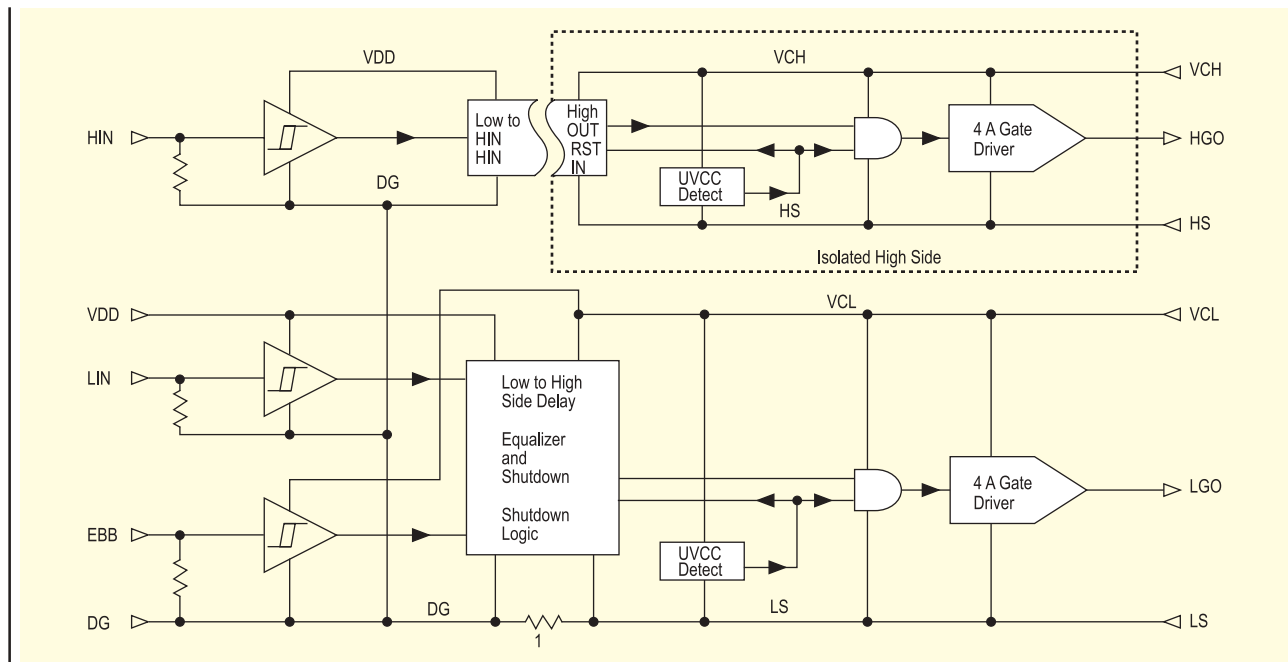 VDD
VCH
VCH
HIN
Low to
HIN
HIN
High
OUT
RST
IN
4 A Gate
Driver
HGO
DG
UVCC
Detect
HS
HS
Isolated High Side
VDD
VCL
VCL
LIN
Low to High
Side Delay
Equalizer
and
Shutdown
Shutdown
Logic
4 A Gate
Driver
LGO
EBB
UVCC
Detect
DG
DG
1
LS
LS